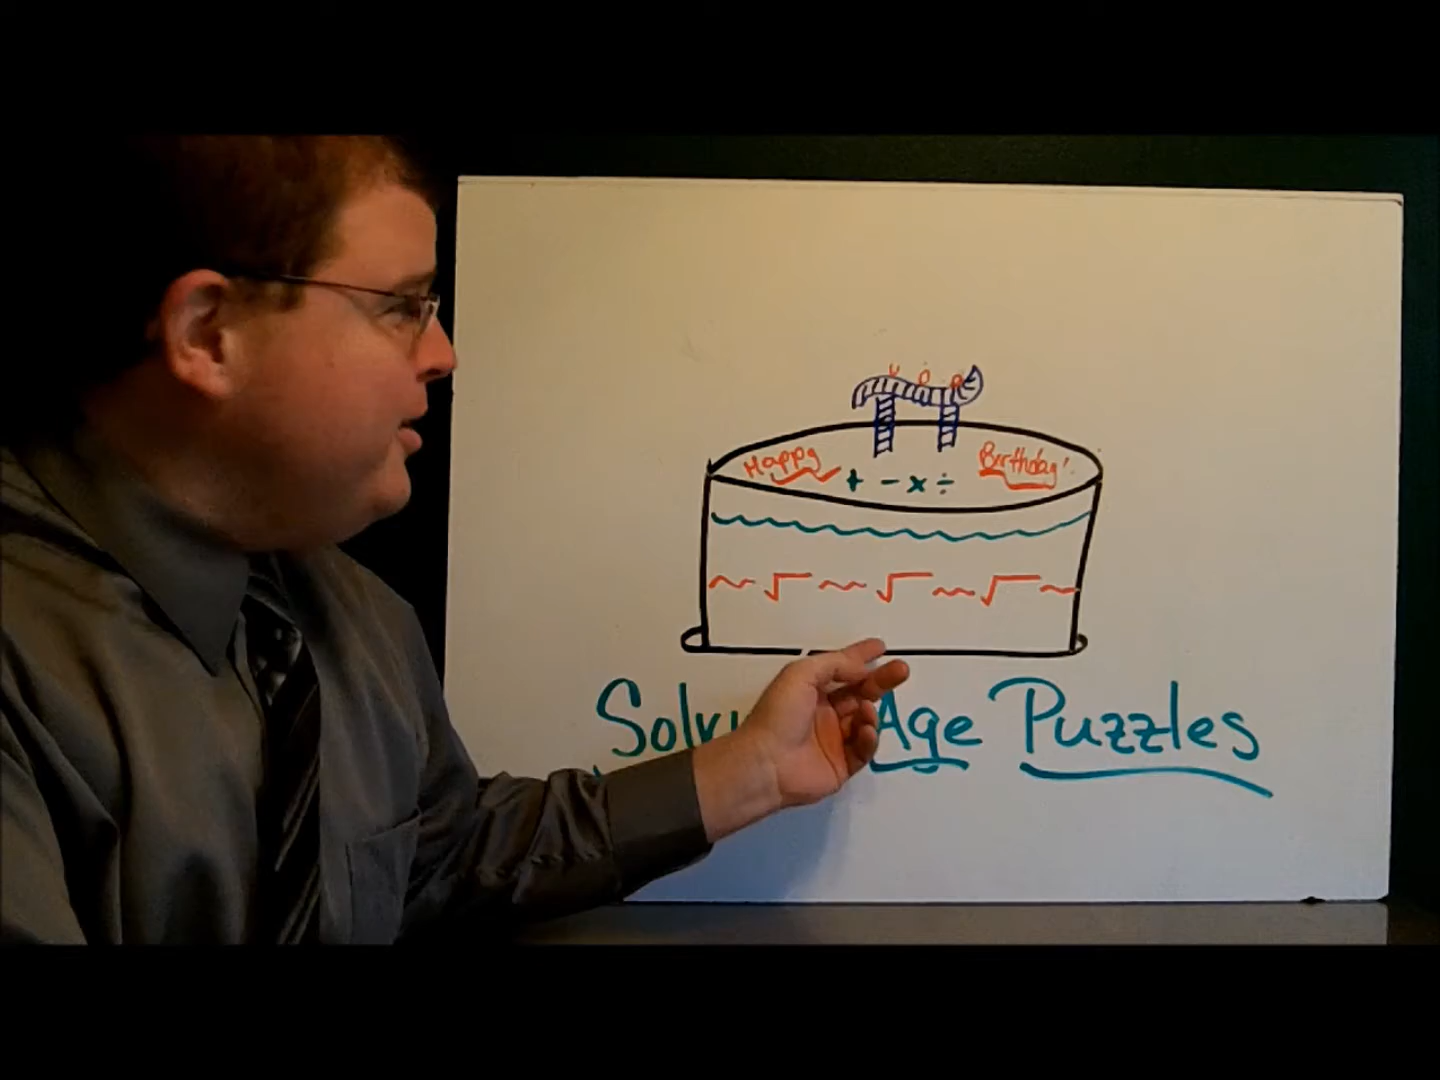 Happy Birthday!
+ - x ÷
√ √ √
Age Puzzles